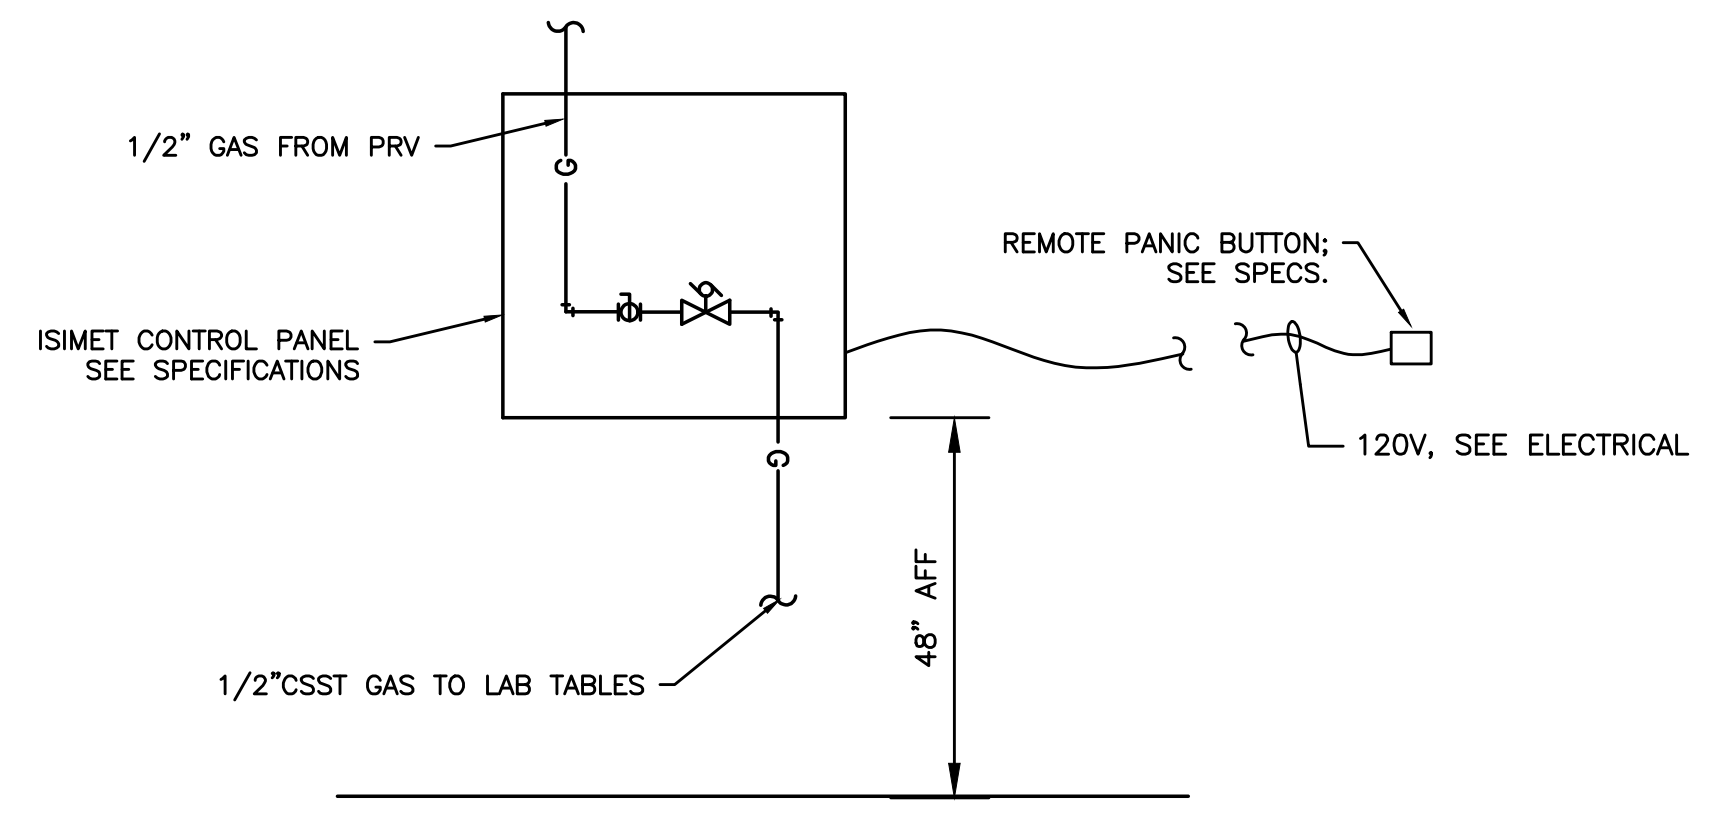 1/2" GAS FROM PRV
G
REMOTE PANIC BUTTON;
SEE SPECS.
ISIMET CONTROL PANEL
SEE SPECIFICATIONS
120V, SEE ELECTRICAL
G
48" AFF
1/2"CSST GAS TO LAB TABLES